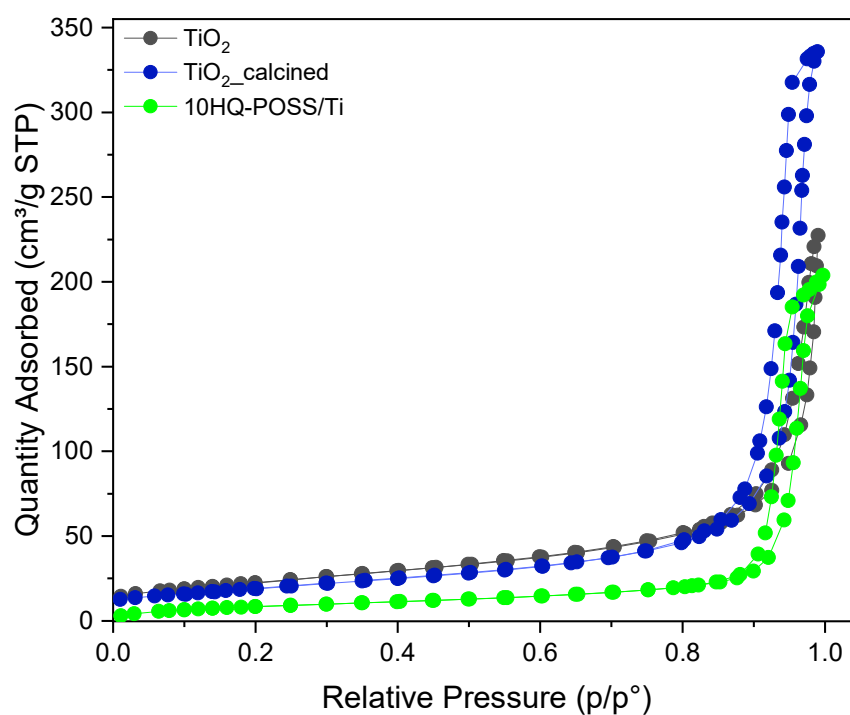 350
300
250
200
150
100
50
0
0.0 0.2 0.4 0.6 0.8 1.0
Quantity Adsorbed (cm³/g STP)
Relative Pressure (p/p°)
TiO₂
TiO₂_calcined
10HQ-POSS/Ti